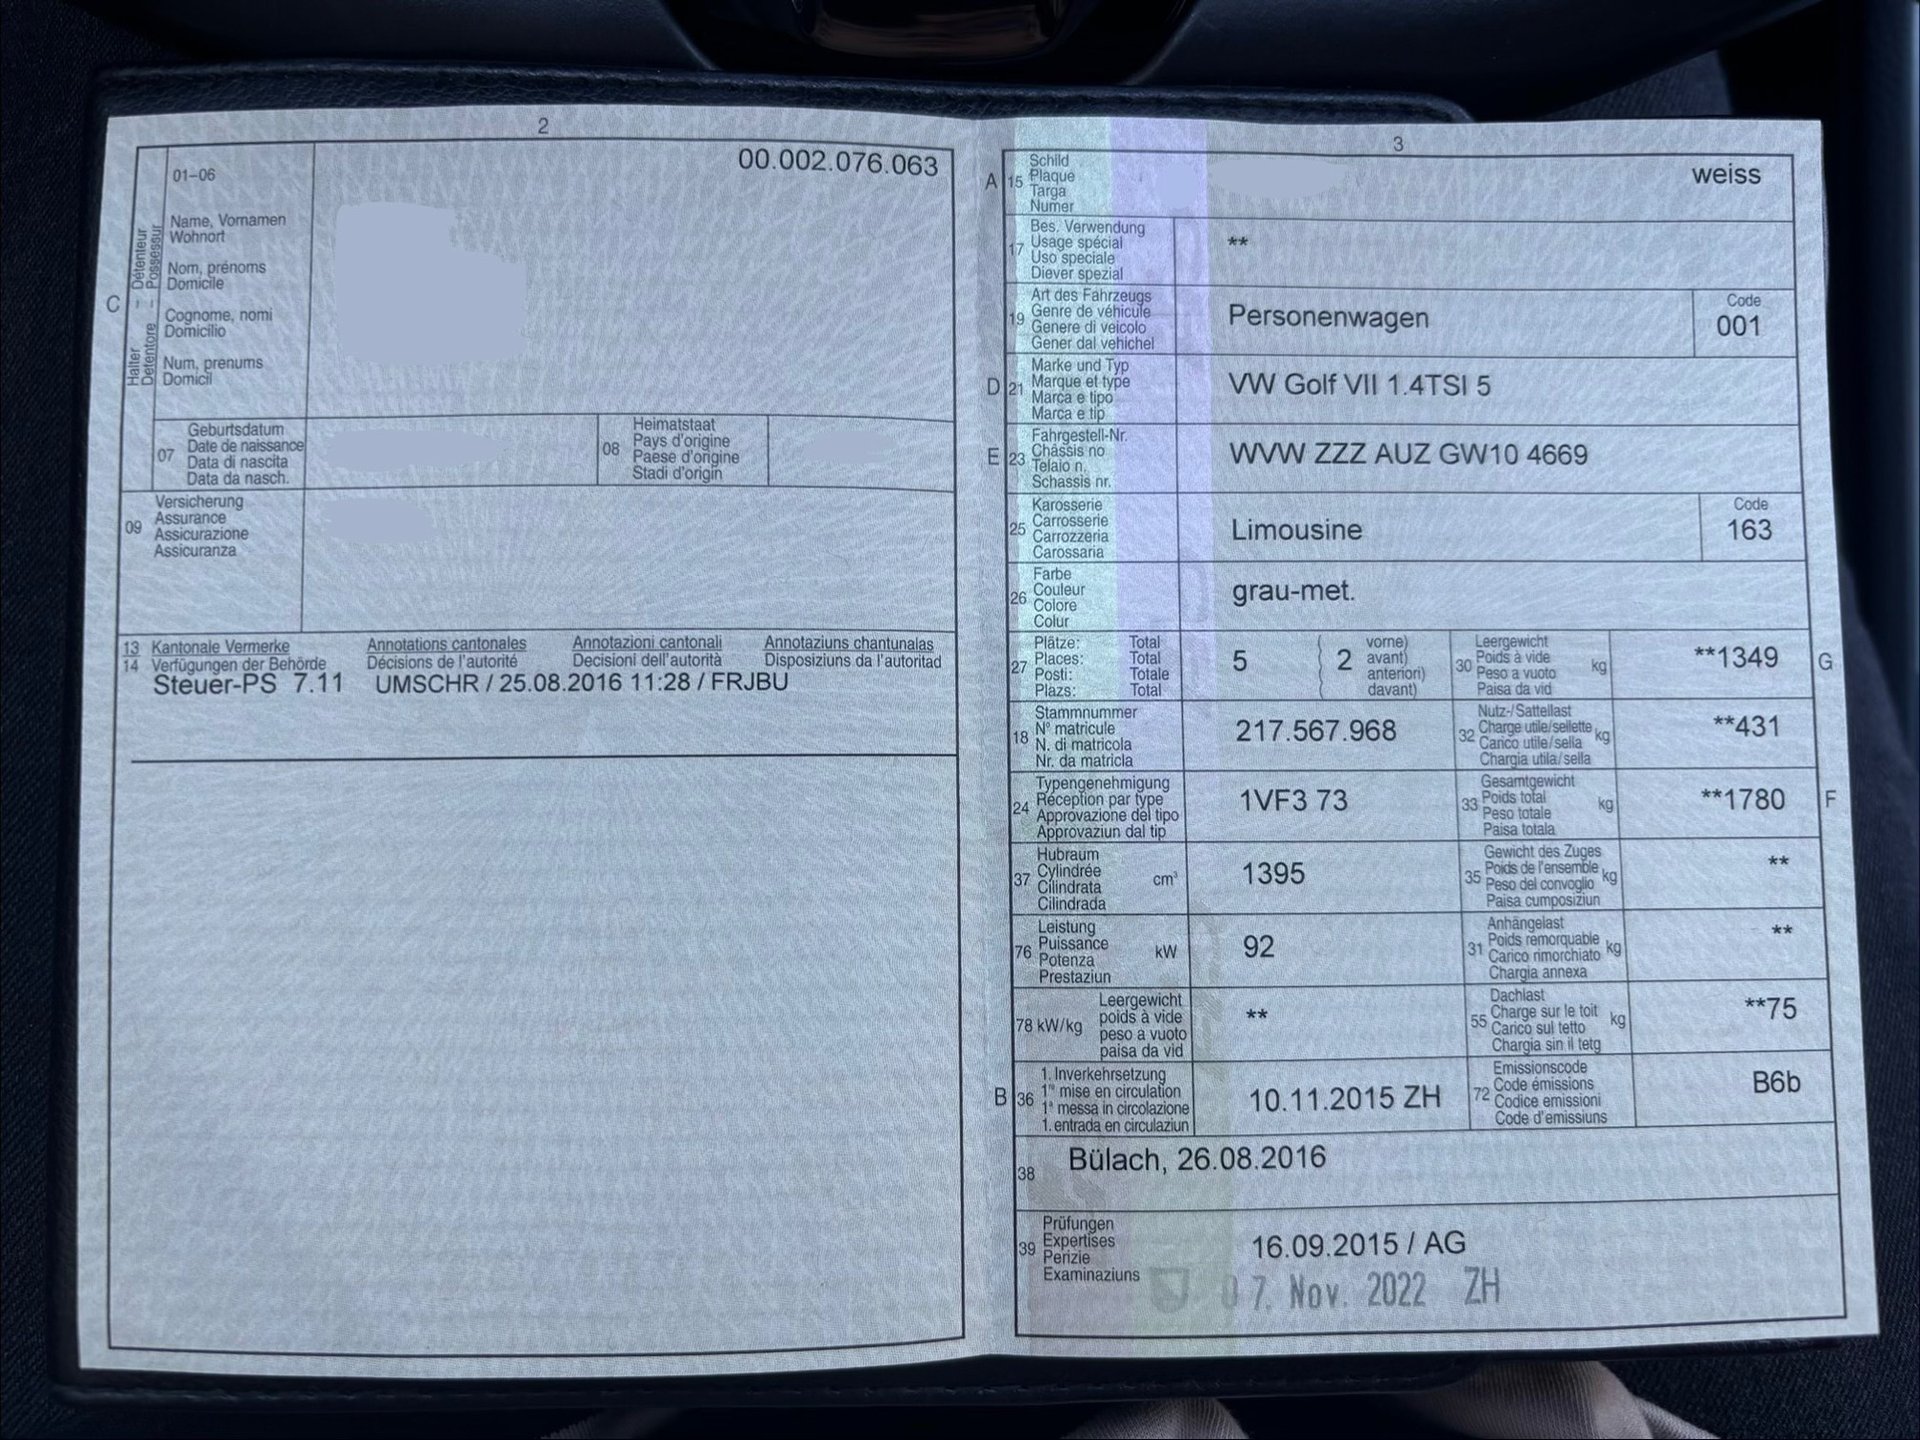 2
00.002.076.063
01–06
Name, Vornamen
Wohnort
Nom, prénoms
Domicile
Cognome, nomi
Domicilio
Num, prenums
Domicil
C
Halter – Détenteur
Detentore – Possessur
07
Geburtsdatum
Date de naissance
Data di nascita
Data da nasch.
08
Heimatstaat
Pays d'origine
Paese d'origine
Stadi d'origin
09
Versicherung
Assurance
Assicurazione
Assicuranza
13 Kantonale Vermerke Annotations cantonales Annotazioni cantonali Annotaziuns chantunalas
14 Verfügungen der Behörde Décisions de l'autorité Decisioni dell'autorità Disposiziuns da l'autoritad
Steuer-PS 7.11 UMSCHR / 25.08.2016 11:28 / FRJBU
3
A 15
Schild
Plaque
Targa
Numer
weiss
17
Bes. Verwendung
Usage spécial
Uso speciale
Diever spezial
**
19
Art des Fahrzeugs
Genre de véhicule
Genere di veicolo
Gener dal vehichel
Personenwagen
Code
001
D 21
Marke und Typ
Marque et type
Marca e tipo
Marca e tip
VW Golf VII 1.4TSI 5
E 23
Fahrgestell-Nr.
Châssis no
Telaio n.
Schassis nr.
WVW ZZZ AUZ GW10 4669
25
Karosserie
Carrosserie
Carrozzeria
Carossaria
Limousine
Code
163
26
Farbe
Couleur
Colore
Colur
grau-met.
27
Plätze: Total
Places: Total
Posti: Totale
Plazs: Total
5
( 2 vorne)
avant)
( anteriori)
( davant)
30
Leergewicht
Poids à vide
Peso a vuoto
Paisa da vid
kg
**1349
G
18
Stammnummer
N° matricule
N. di matricola
Nr. da matricla
217.567.968
32
Nutz-/Sattellast
Charge utile/sellette
Carico utile/sella
Chargia utila/sella
kg
**431
24
Typengenehmigung
Réception par type
Approvazione del tipo
Approvaziun dal tip
1VF3 73
33
Gesamtgewicht
Poids total
Peso totale
Paisa totala
kg
**1780
F
37
Hubraum
Cylindrée
Cilindrata
Cilindrada
cm³
1395
35
Gewicht des Zuges
Poids de l'ensemble
Peso del convoglio
Paisa cumposiziun
kg
**
76
Leistung
Puissance
Potenza
Prestaziun
kW
92
31
Anhängelast
Poids remorquable
Carico rimorchiato
Chargia annexa
kg
**
78 kW/kg
Leergewicht
poids à vide
peso a vuoto
paisa da vid
**
55
Dachlast
Charge sur le toit
Carico sul tetto
Chargia sin il tetg
kg
**75
B 36
1. Inverkehrsetzung
1re mise en circulation
1a messa in circolazione
1. entrada en circulaziun
10.11.2015 ZH
72
Emissionscode
Code émissions
Codice emissioni
Code d'emissiuns
B6b
38
Bülach, 26.08.2016
39
Prüfungen
Expertises
Perizie
Examinaziuns
16.09.2015 / AG
07. Nov. 2022 ZH